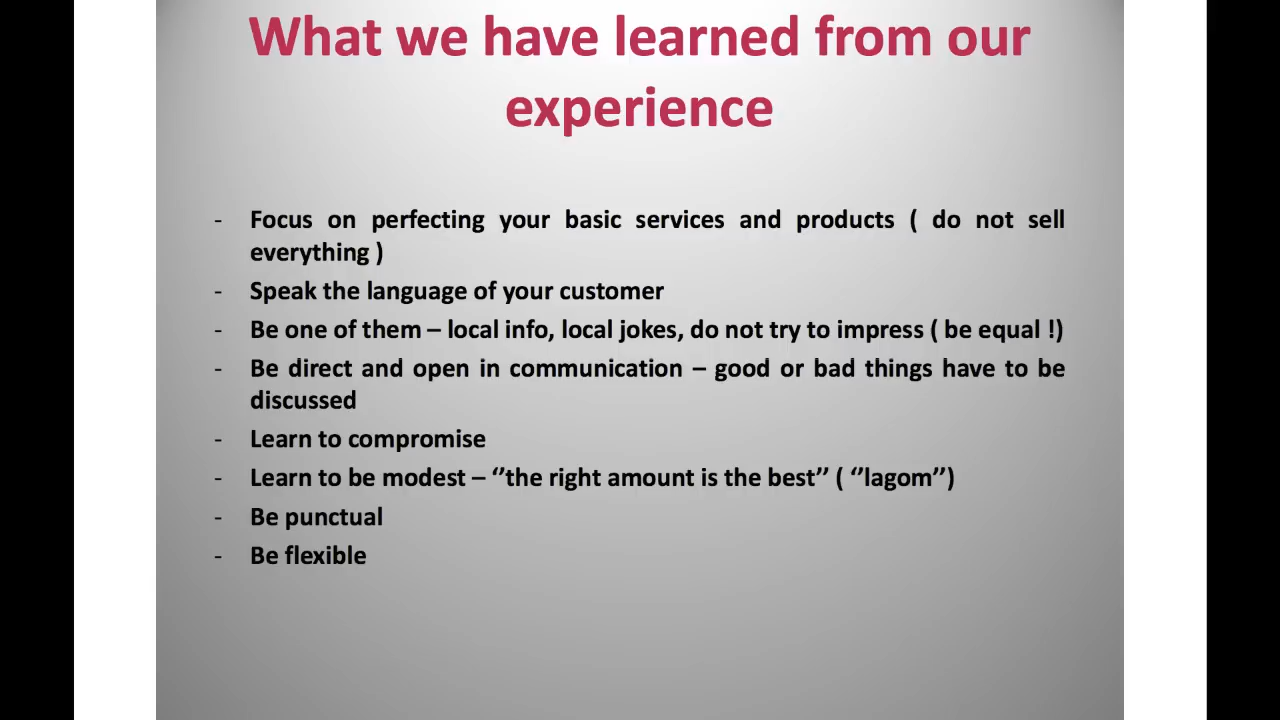 What we have learned from our
experience
- Focus on perfecting your basic services and products ( do not sell
everything )
- Speak the language of your customer
- Be one of them – local info, local jokes, do not try to impress ( be equal !)
- Be direct and open in communication – good or bad things have to be
discussed
- Learn to compromise
- Learn to be modest – ‘’the right amount is the best’’ ( ‘’lagom’’)
- Be punctual
- Be flexible